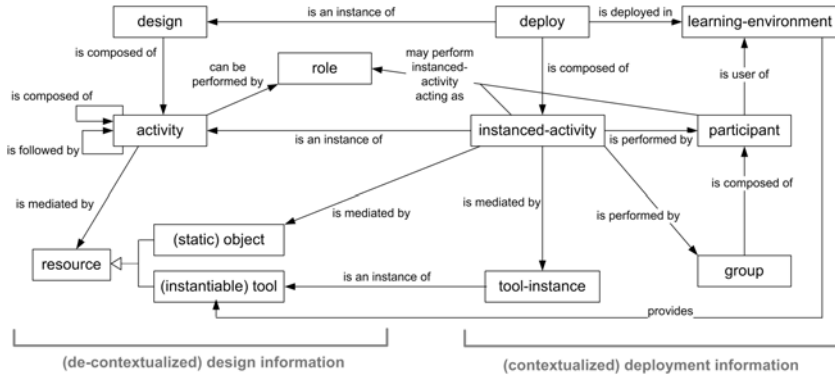 design
is an instance of
deploy
is deployed in
learning-environment
is composed of
can be
performed by
role
may perform
instanced-
activity
acting as
is composed of
is user of
is composed of
activity
is followed by
is an instance of
instanced-activity
is performed by
participant
is mediated by
is mediated by
is mediated by
is performed by
is composed of
(static) object
resource
(instantiable) tool
is an instance of
tool-instance
group
provides
(de-contextualized) design information
(contextualized) deployment information